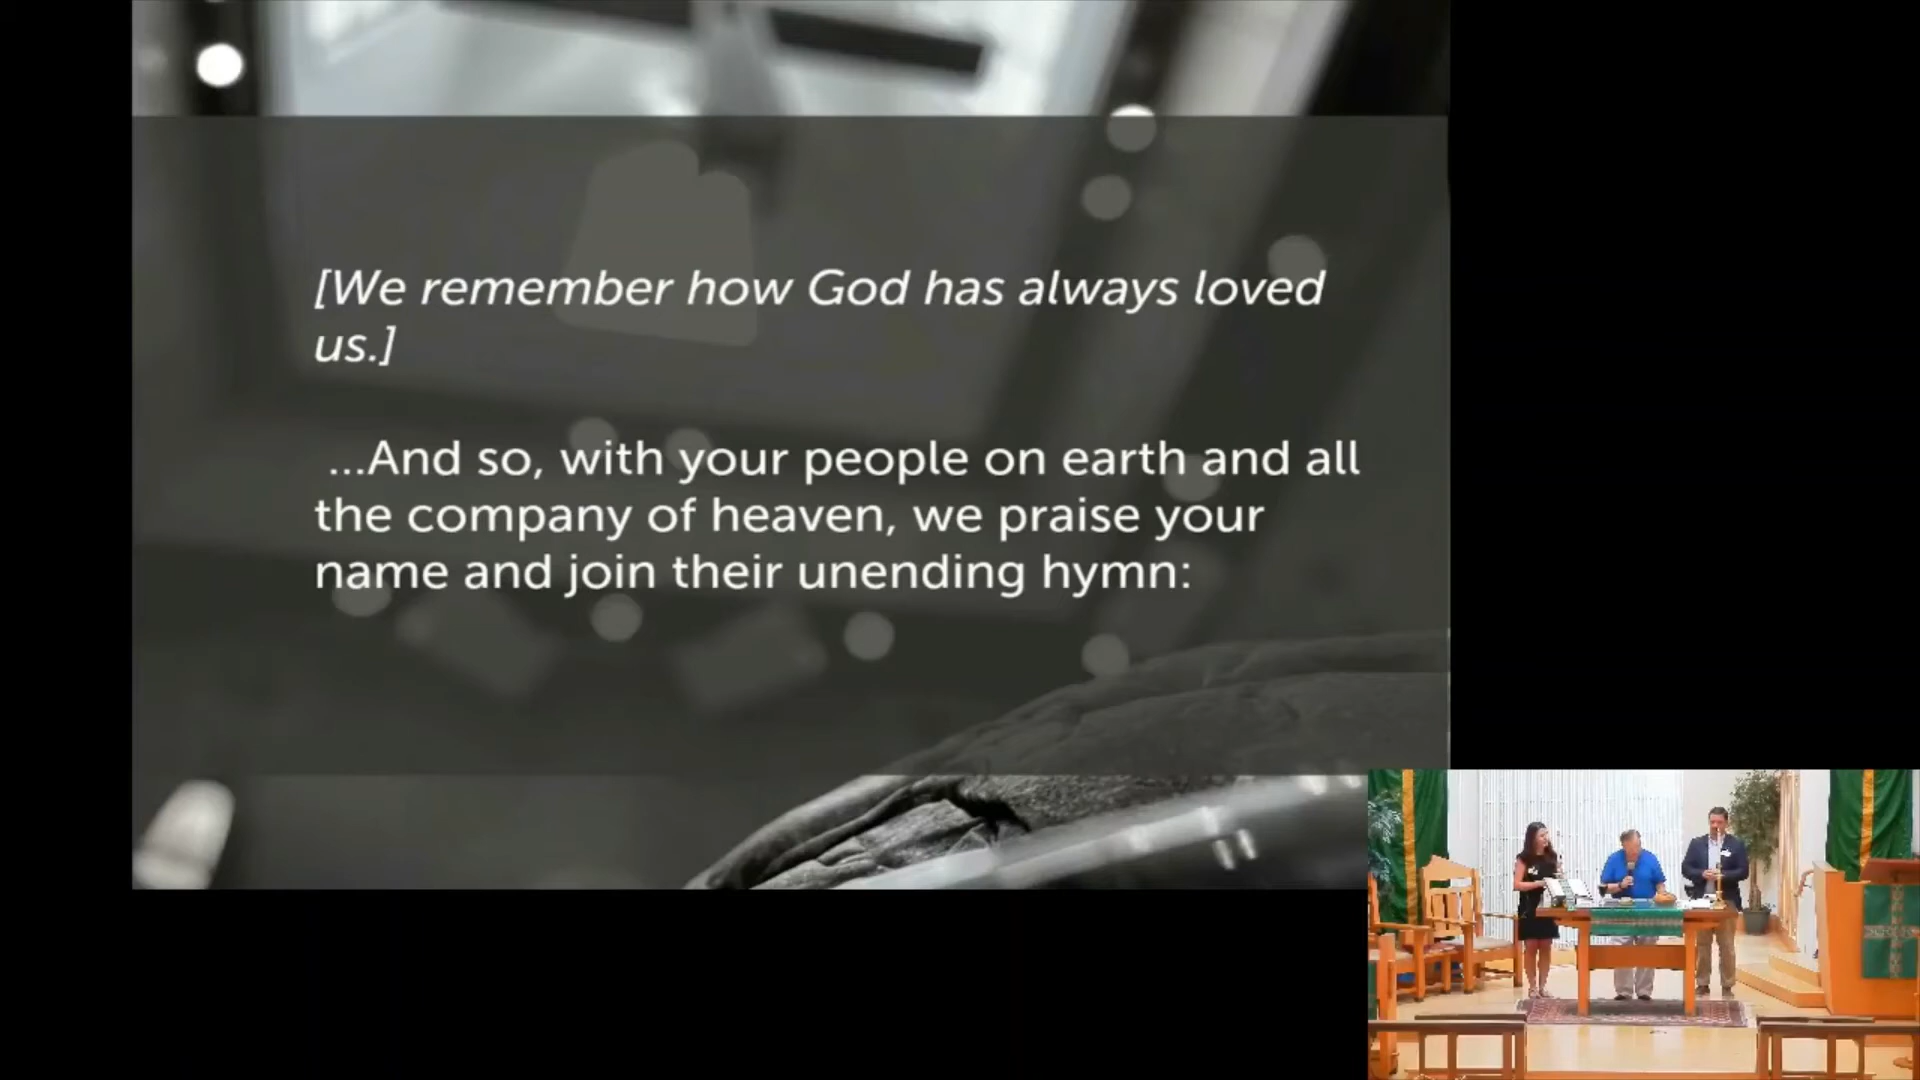 [We remember how God has always loved
us.]
...And so, with your people on earth and all
the company of heaven, we praise your
name and join their unending hymn: